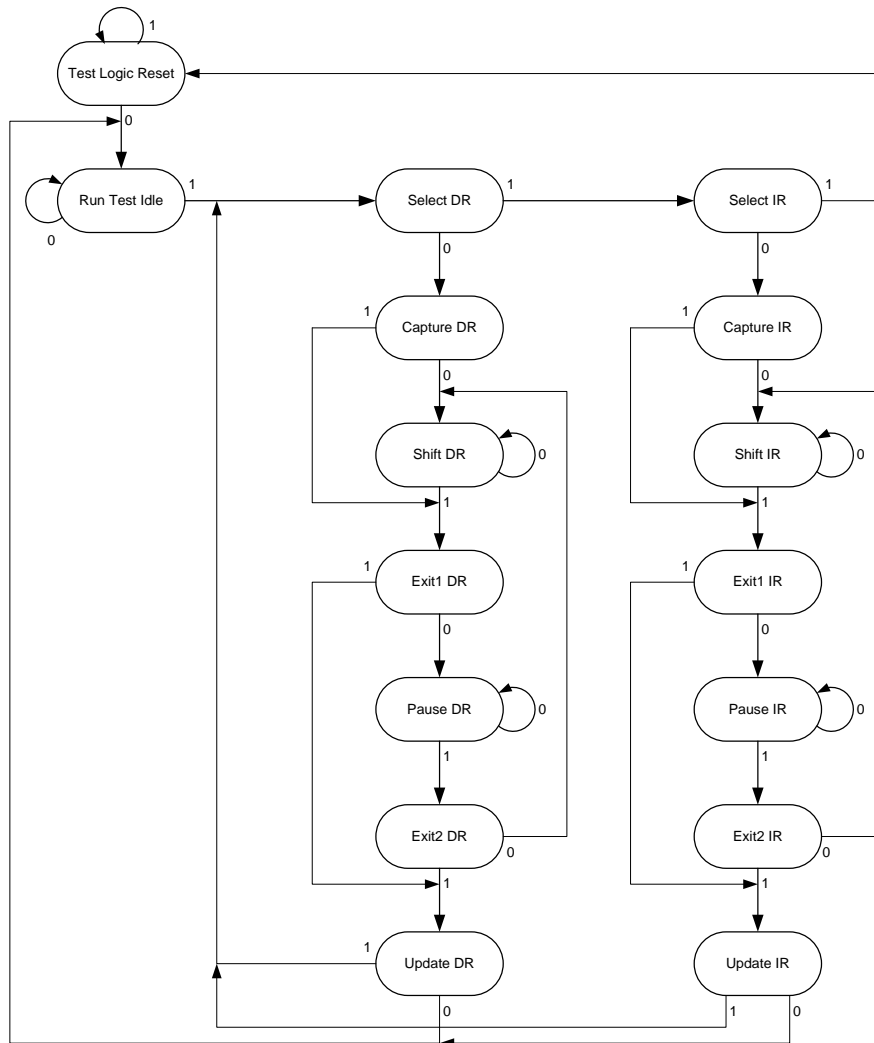 1
Test Logic Reset
0
Run Test Idle
1
0
Select DR
1
Select IR
1
0
0
1
Capture DR
1
Capture IR
0
0
Shift DR
0
Shift IR
0
1
1
1
Exit1 DR
1
Exit1 IR
0
0
Pause DR
0
Pause IR
0
1
1
Exit2 DR
0
Exit2 IR
0
1
1
1
Update DR
Update IR
0
1
0